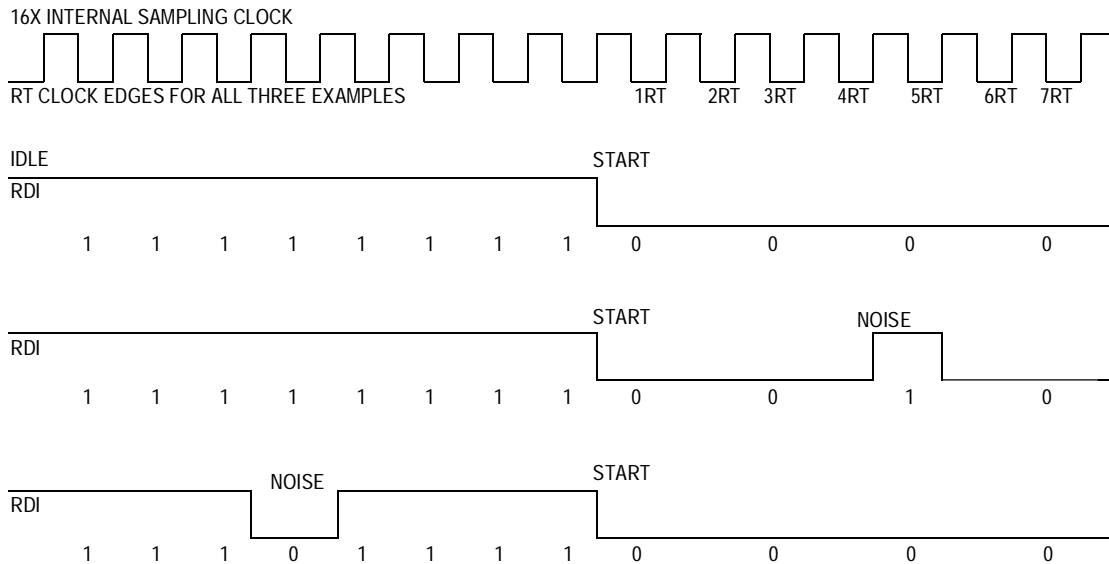 16X INTERNAL SAMPLING CLOCK
RT CLOCK EDGES FOR ALL THREE EXAMPLES 1RT 2RT 3RT 4RT 5RT 6RT 7RT
IDLE START
RDI
1 1 1 1 1 1 1 1 0 0 0 0
START NOISE
RDI
1 1 1 1 1 1 1 1 0 0 1 0
NOISE START
RDI
1 1 1 0 1 1 1 1 0 0 0 0